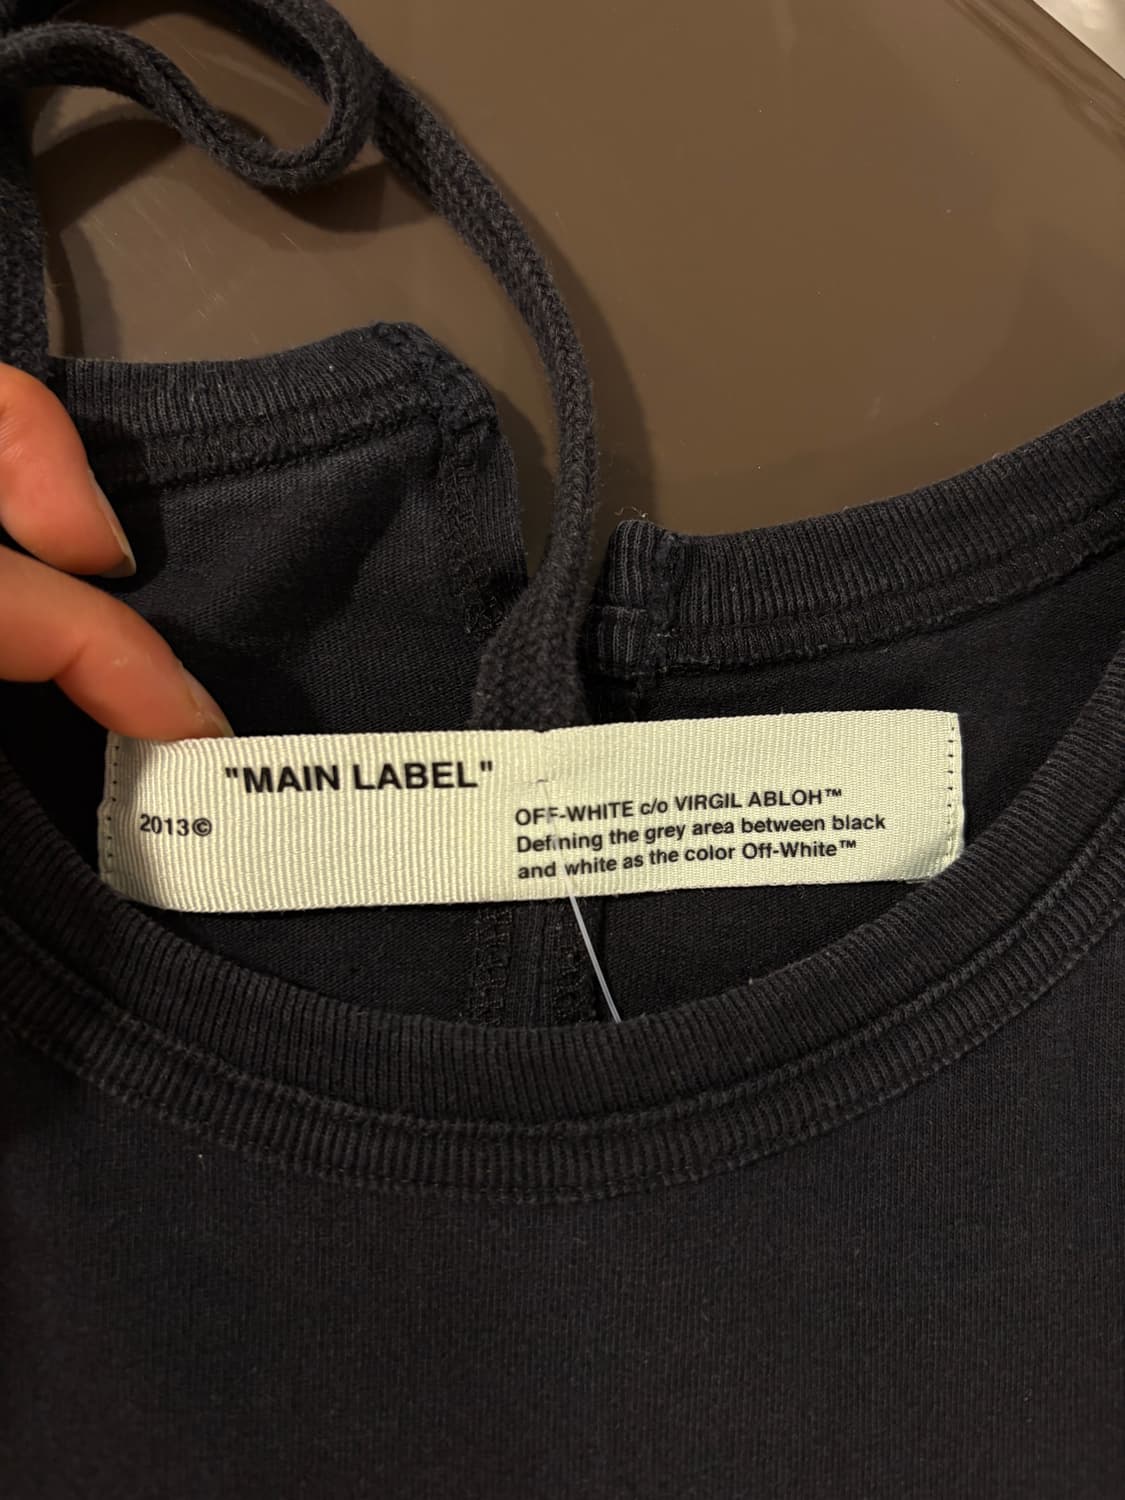 "MAIN LABEL"
2013©
OFF-WHITE c/o VIRGIL ABLOH™
Defining the grey area between black
and white as the color Off-White™